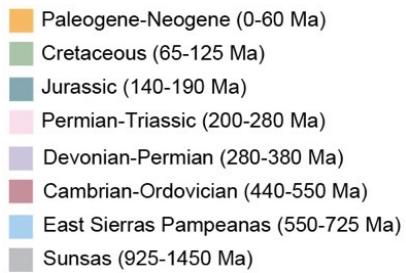 Paleogene-Neogene (0-60 Ma)
Cretaceous (65-125 Ma)
Jurassic (140-190 Ma)
Permian-Triassic (200-280 Ma)
Devonian-Permian (280-380 Ma)
Cambrian-Ordovician (440-550 Ma)
East Sierras Pampeanas (550-725 Ma)
Sunsas (925-1450 Ma)